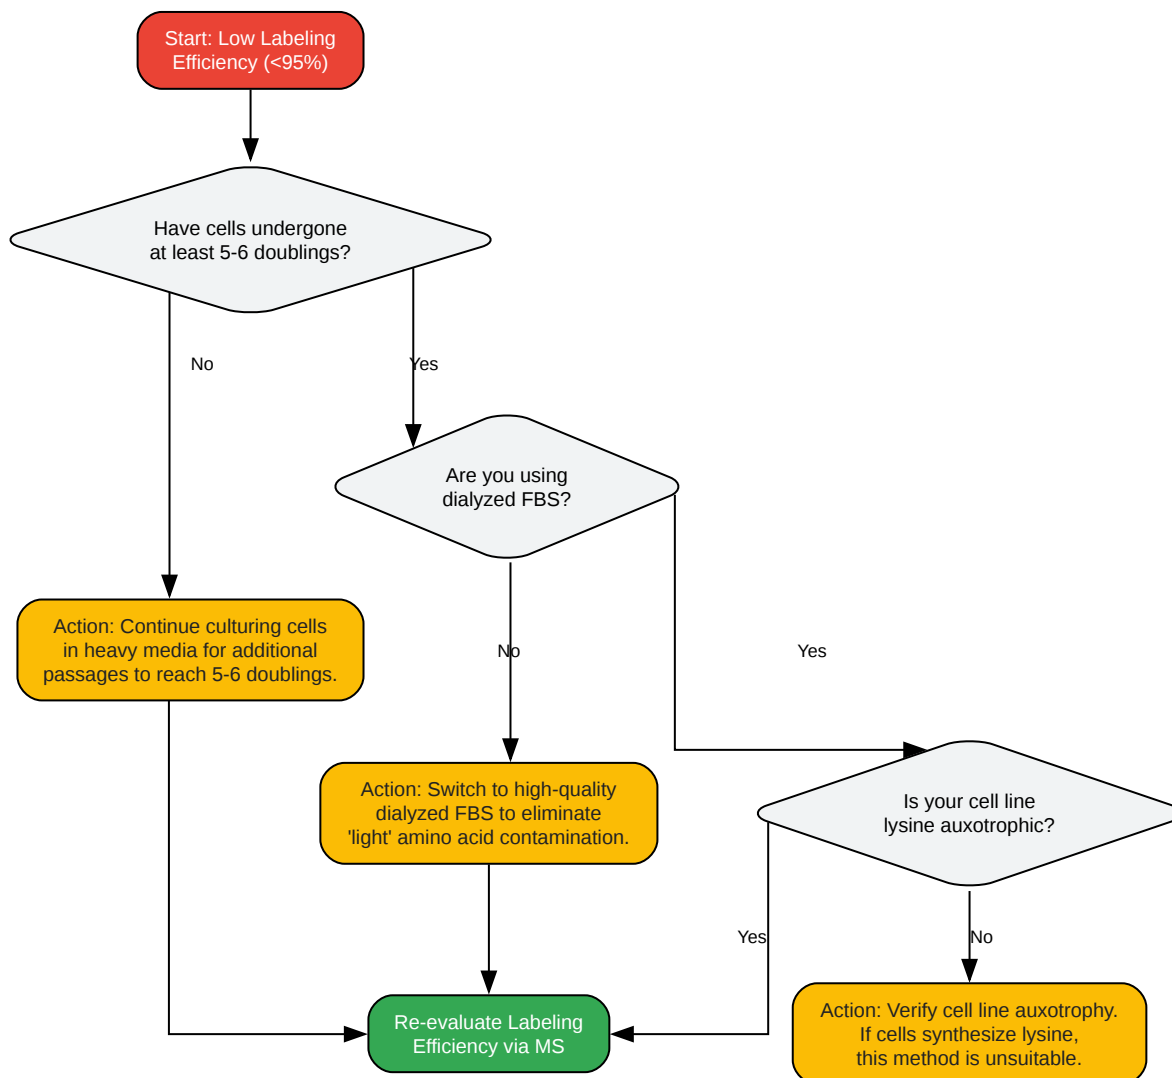 Start: Low Labeling
Efficiency (<95%)
Have cells undergone
at least 5-6 doublings?
No
Yes
Are you using
dialyzed FBS?
Action: Continue culturing cells
in heavy media for additional
passages to reach 5-6 doublings.
No
Yes
Action: Switch to high-quality
dialyzed FBS to eliminate
'light' amino acid contamination.
Is your cell line
lysine auxotrophic?
Yes
No
Re-evaluate Labeling
Efficiency via MS
Action: Verify cell line auxotrophy.
If cells synthesize lysine,
this method is unsuitable.